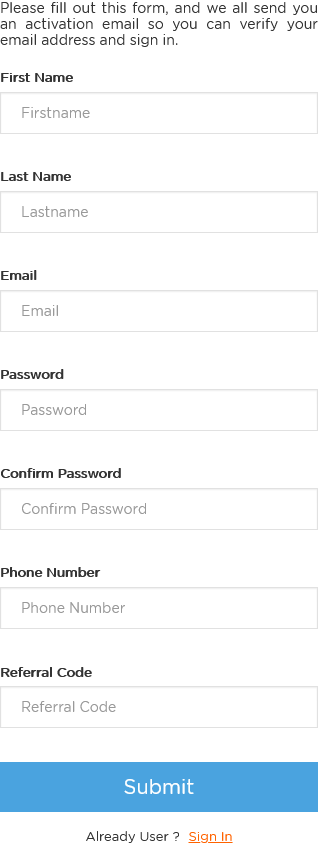 Please fill out this form, and we all send you
an activation email so you can verify your
email address and sign in.
First Name
Firstname
Last Name
Lastname
Email
Email
Password
Password
Confirm Password
Confirm Password
Phone Number
Phone Number
Referral Code
Referral Code
Submit
Already User ? Sign In